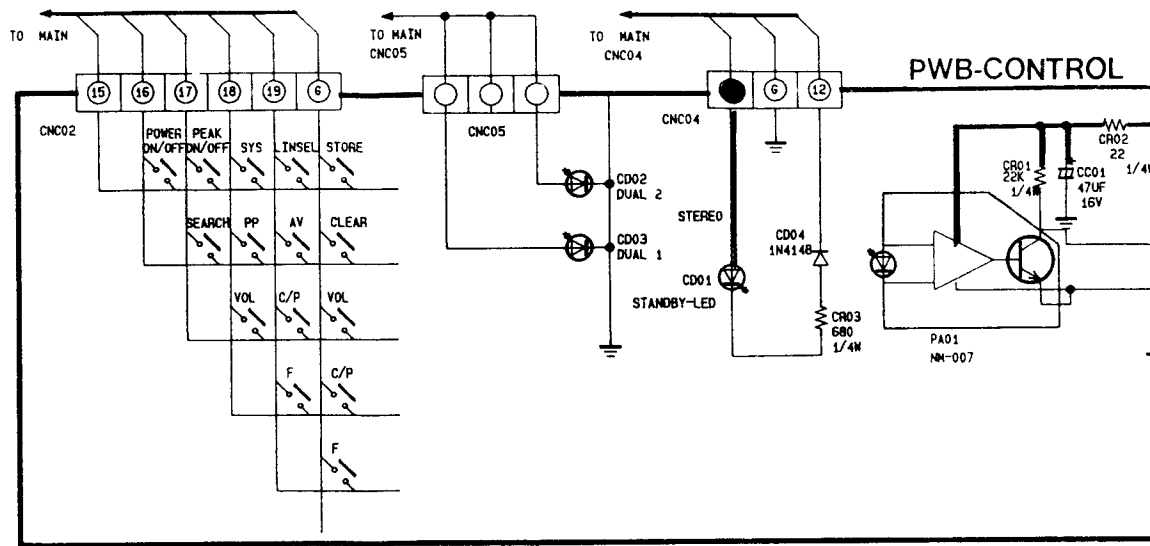 TO MAIN
TO MAIN
CNC05
TO MAIN
CNC04
PWB-CONTROL
15 16 17 18 19 G
G 12
CNC02
CNC05
CNC04
POWER
ON/OFF
PEAK
ON/OFF
SYS
LINSEL
STORE
SEARCH
PP
AV
CLEAR
VOL
C/P
VOL
F
C/P
F
CD02
DUAL 2
CD03
DUAL 1
STEREO
CD01
STANDBY-LED
CD04
1N4148
CR03
680
1/4W
CR01
22K
1/4W
CC01
47UF
16V
CR02
22
1/4W
PA01
NM-007